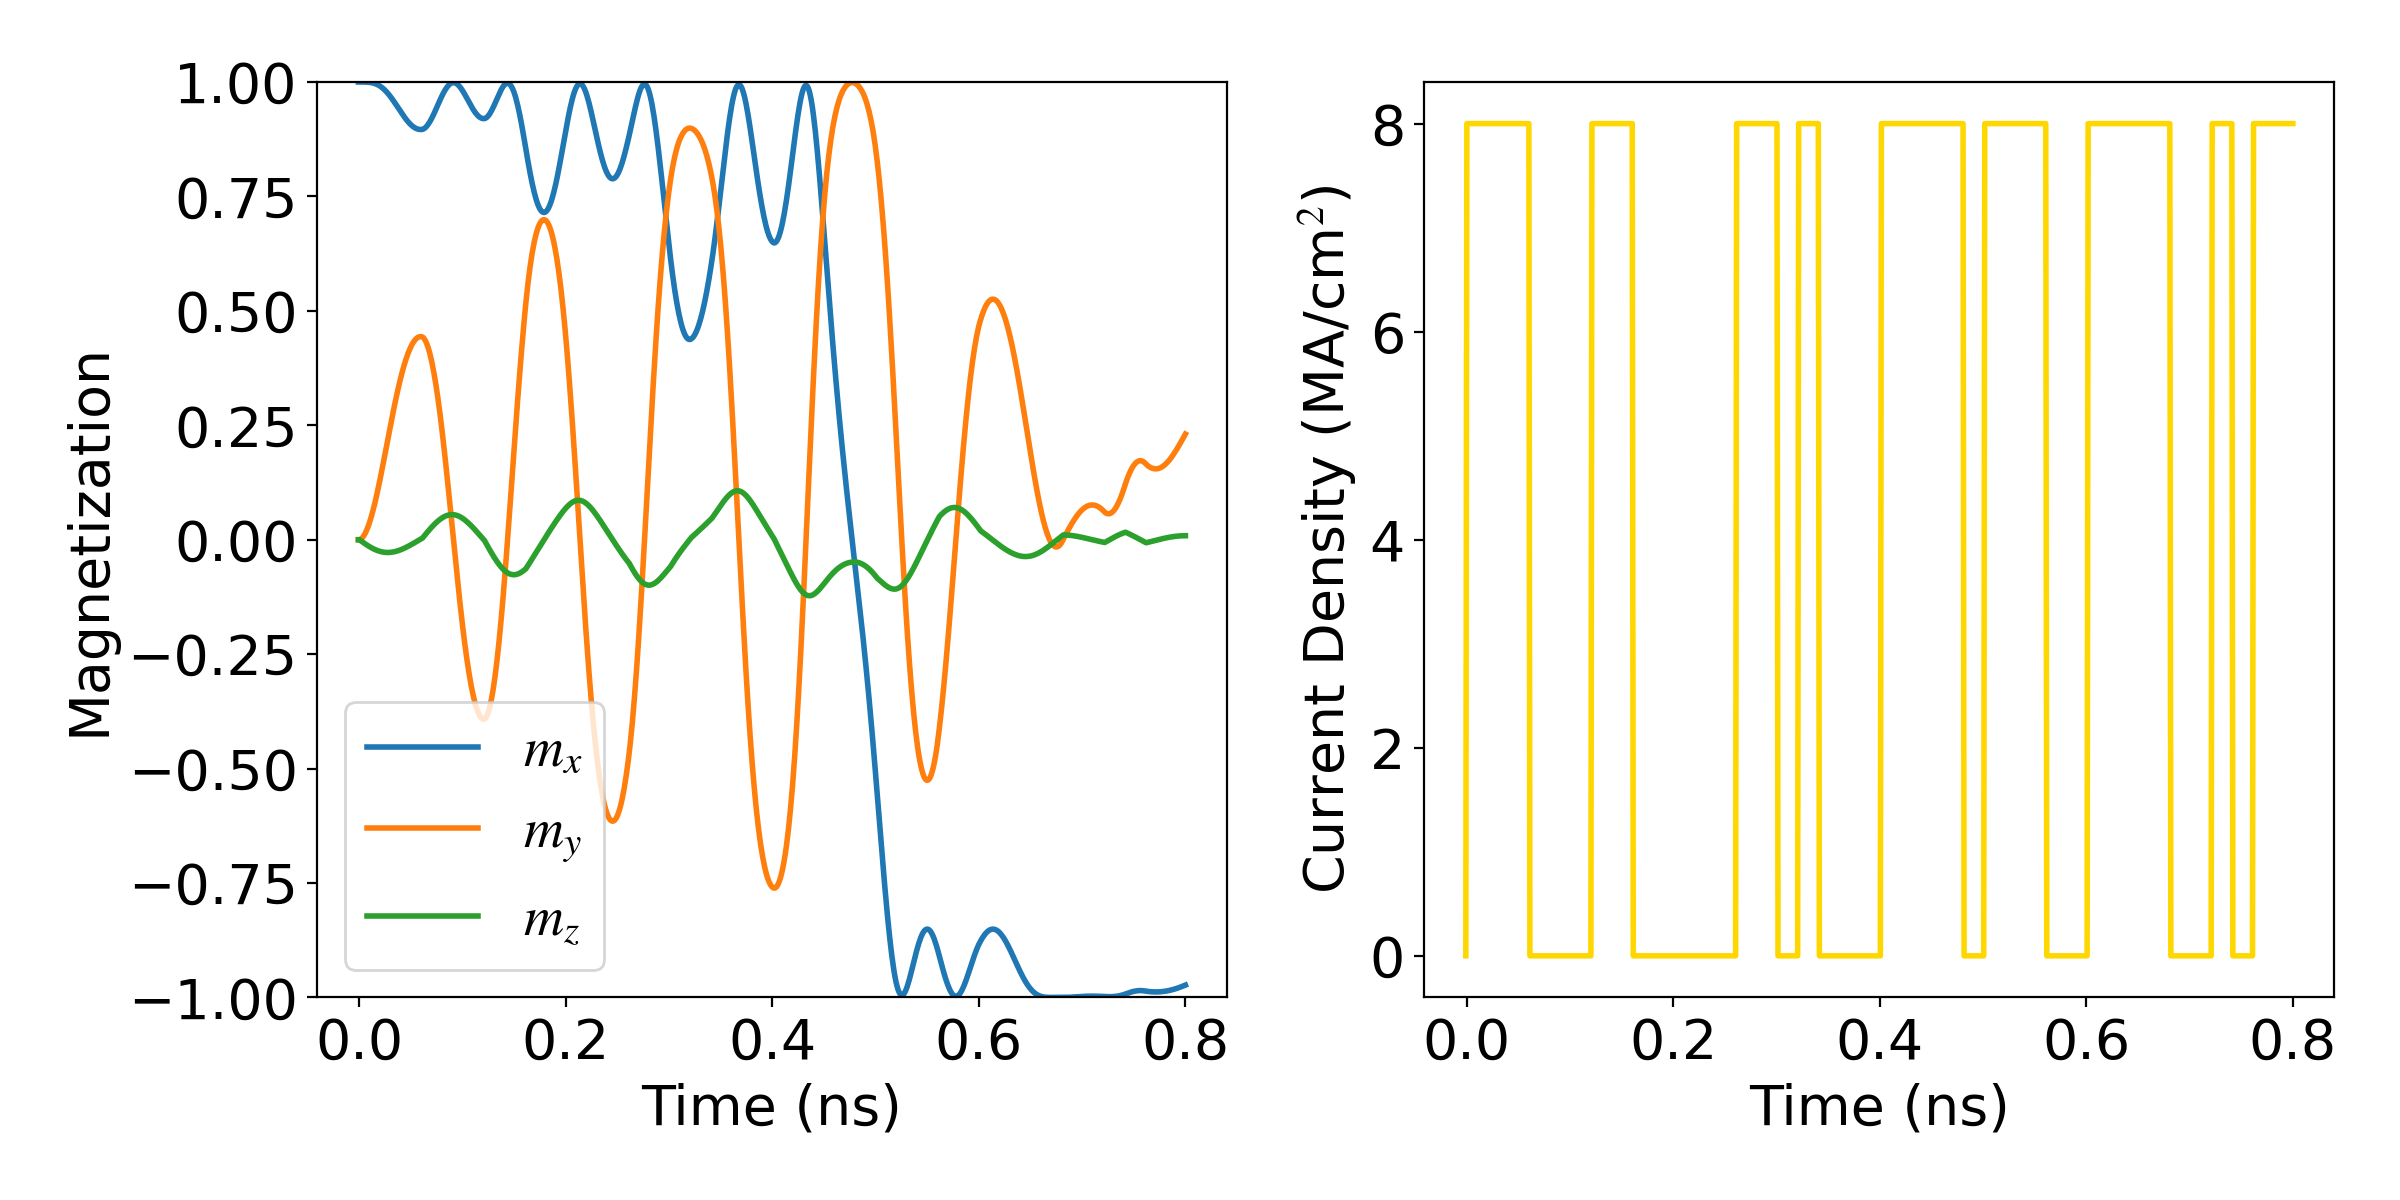 1.00
0.75
0.50
0.25
0.00
−0.25
−0.50
−0.75
−1.00
Magnetization
m_x
m_y
m_z
0.0 0.2 0.4 0.6 0.8
Time (ns)
8
6
4
2
0
Current Density (MA/cm²)
0.0 0.2 0.4 0.6 0.8
Time (ns)